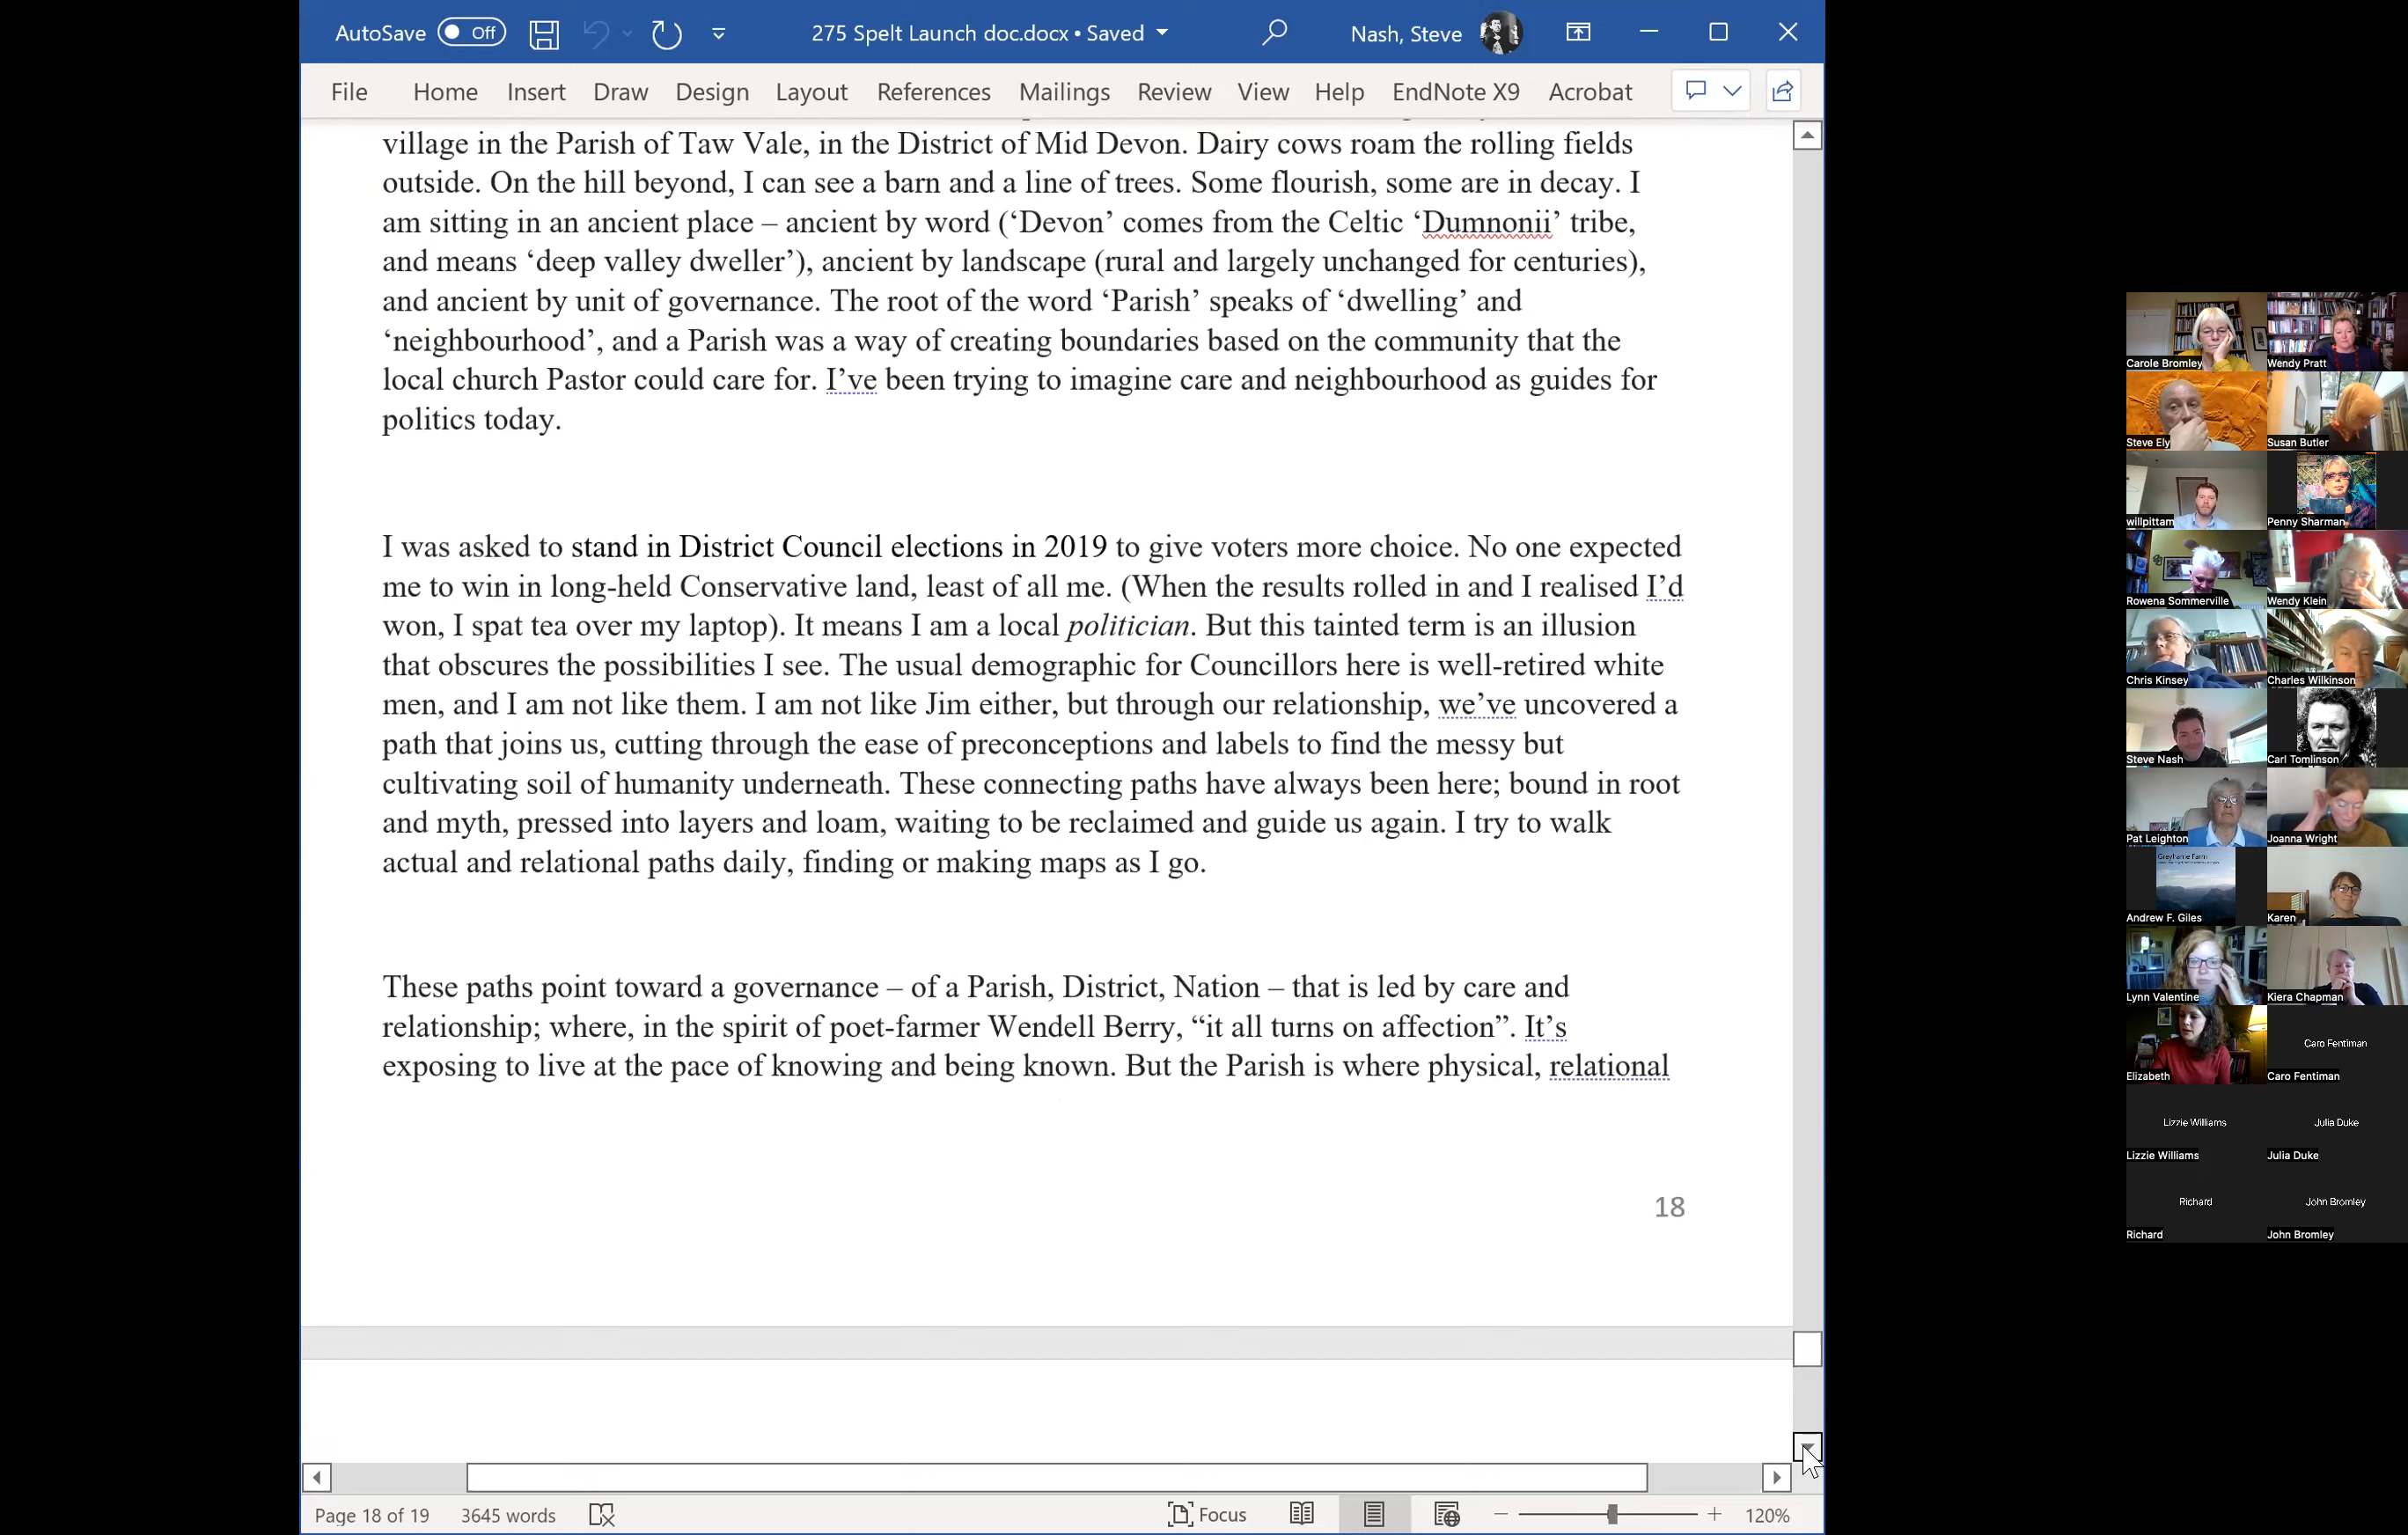 AutoSave Off 275 Spelt Launch doc.docx • Saved Nash, Steve
File Home Insert Draw Design Layout References Mailings Review View Help EndNote X9 Acrobat
village in the Parish of Taw Vale, in the District of Mid Devon. Dairy cows roam the rolling fields
outside. On the hill beyond, I can see a barn and a line of trees. Some flourish, some are in decay. I
am sitting in an ancient place – ancient by word (‘Devon’ comes from the Celtic ‘Dumnonii’ tribe,
and means ‘deep valley dweller’), ancient by landscape (rural and largely unchanged for centuries),
and ancient by unit of governance. The root of the word ‘Parish’ speaks of ‘dwelling’ and
‘neighbourhood’, and a Parish was a way of creating boundaries based on the community that the
local church Pastor could care for. I’ve been trying to imagine care and neighbourhood as guides for
politics today.
I was asked to stand in District Council elections in 2019 to give voters more choice. No one expected
me to win in long-held Conservative land, least of all me. (When the results rolled in and I realised I’d
won, I spat tea over my laptop). It means I am a local politician. But this tainted term is an illusion
that obscures the possibilities I see. The usual demographic for Councillors here is well-retired white
men, and I am not like them. I am not like Jim either, but through our relationship, we’ve uncovered a
path that joins us, cutting through the ease of preconceptions and labels to find the messy but
cultivating soil of humanity underneath. These connecting paths have always been here; bound in root
and myth, pressed into layers and loam, waiting to be reclaimed and guide us again. I try to walk
actual and relational paths daily, finding or making maps as I go.
These paths point toward a governance – of a Parish, District, Nation – that is led by care and
relationship; where, in the spirit of poet-farmer Wendell Berry, “it all turns on affection”. It’s
exposing to live at the pace of knowing and being known. But the Parish is where physical, relational
18
Page 18 of 19 3645 words Focus 120%
Carole Bromley Wendy Pratt
Steve Ely Susan Butler
willpittam Penny Sharman
Rowena Sommerville Wendy Klein
Chris Kinsey Charles Wilkinson
Steve Nash Carl Tomlinson
Pat Leighton Joanna Wright
Andrew F. Giles Karen
Lynn Valentine Kiera Chapman
Caro Fentiman
Elizabeth Caro Fentiman
Lizzie Williams Julia Duke
Lizzie Williams Julia Duke
Richard John Bromley
Richard John Bromley